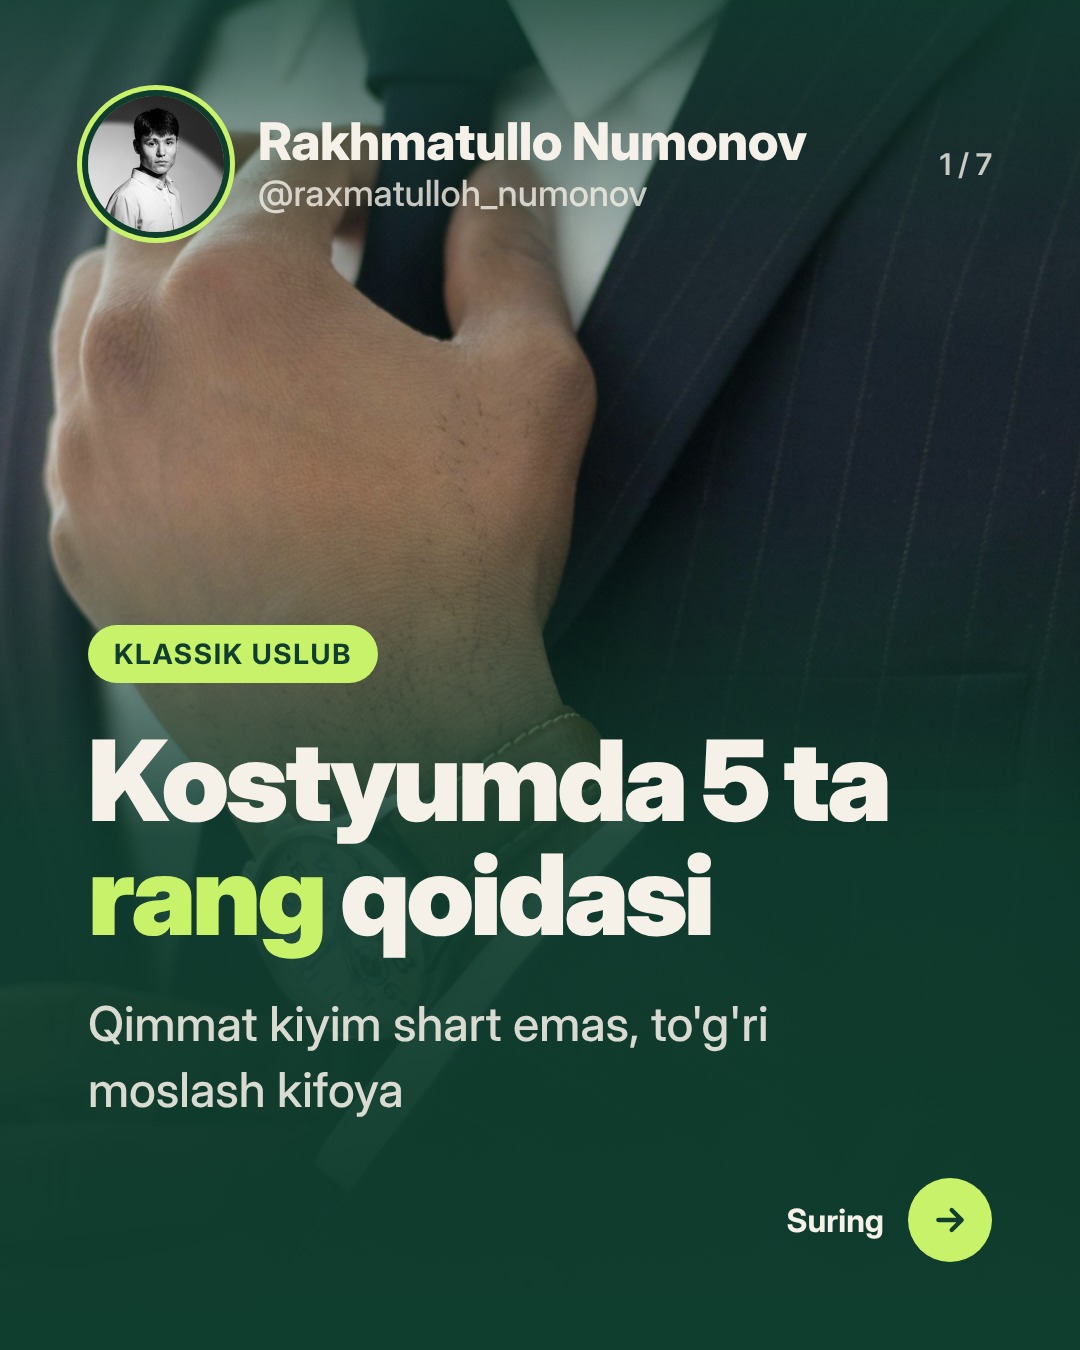 Rakhmatullo Numonov
@raxmatulloh_numonov
1 / 7
KLASSIK USLUB
Kostyumda 5 ta
rang qoidasi
Qimmat kiyim shart emas, to'g'ri
moslash kifoya
Suring